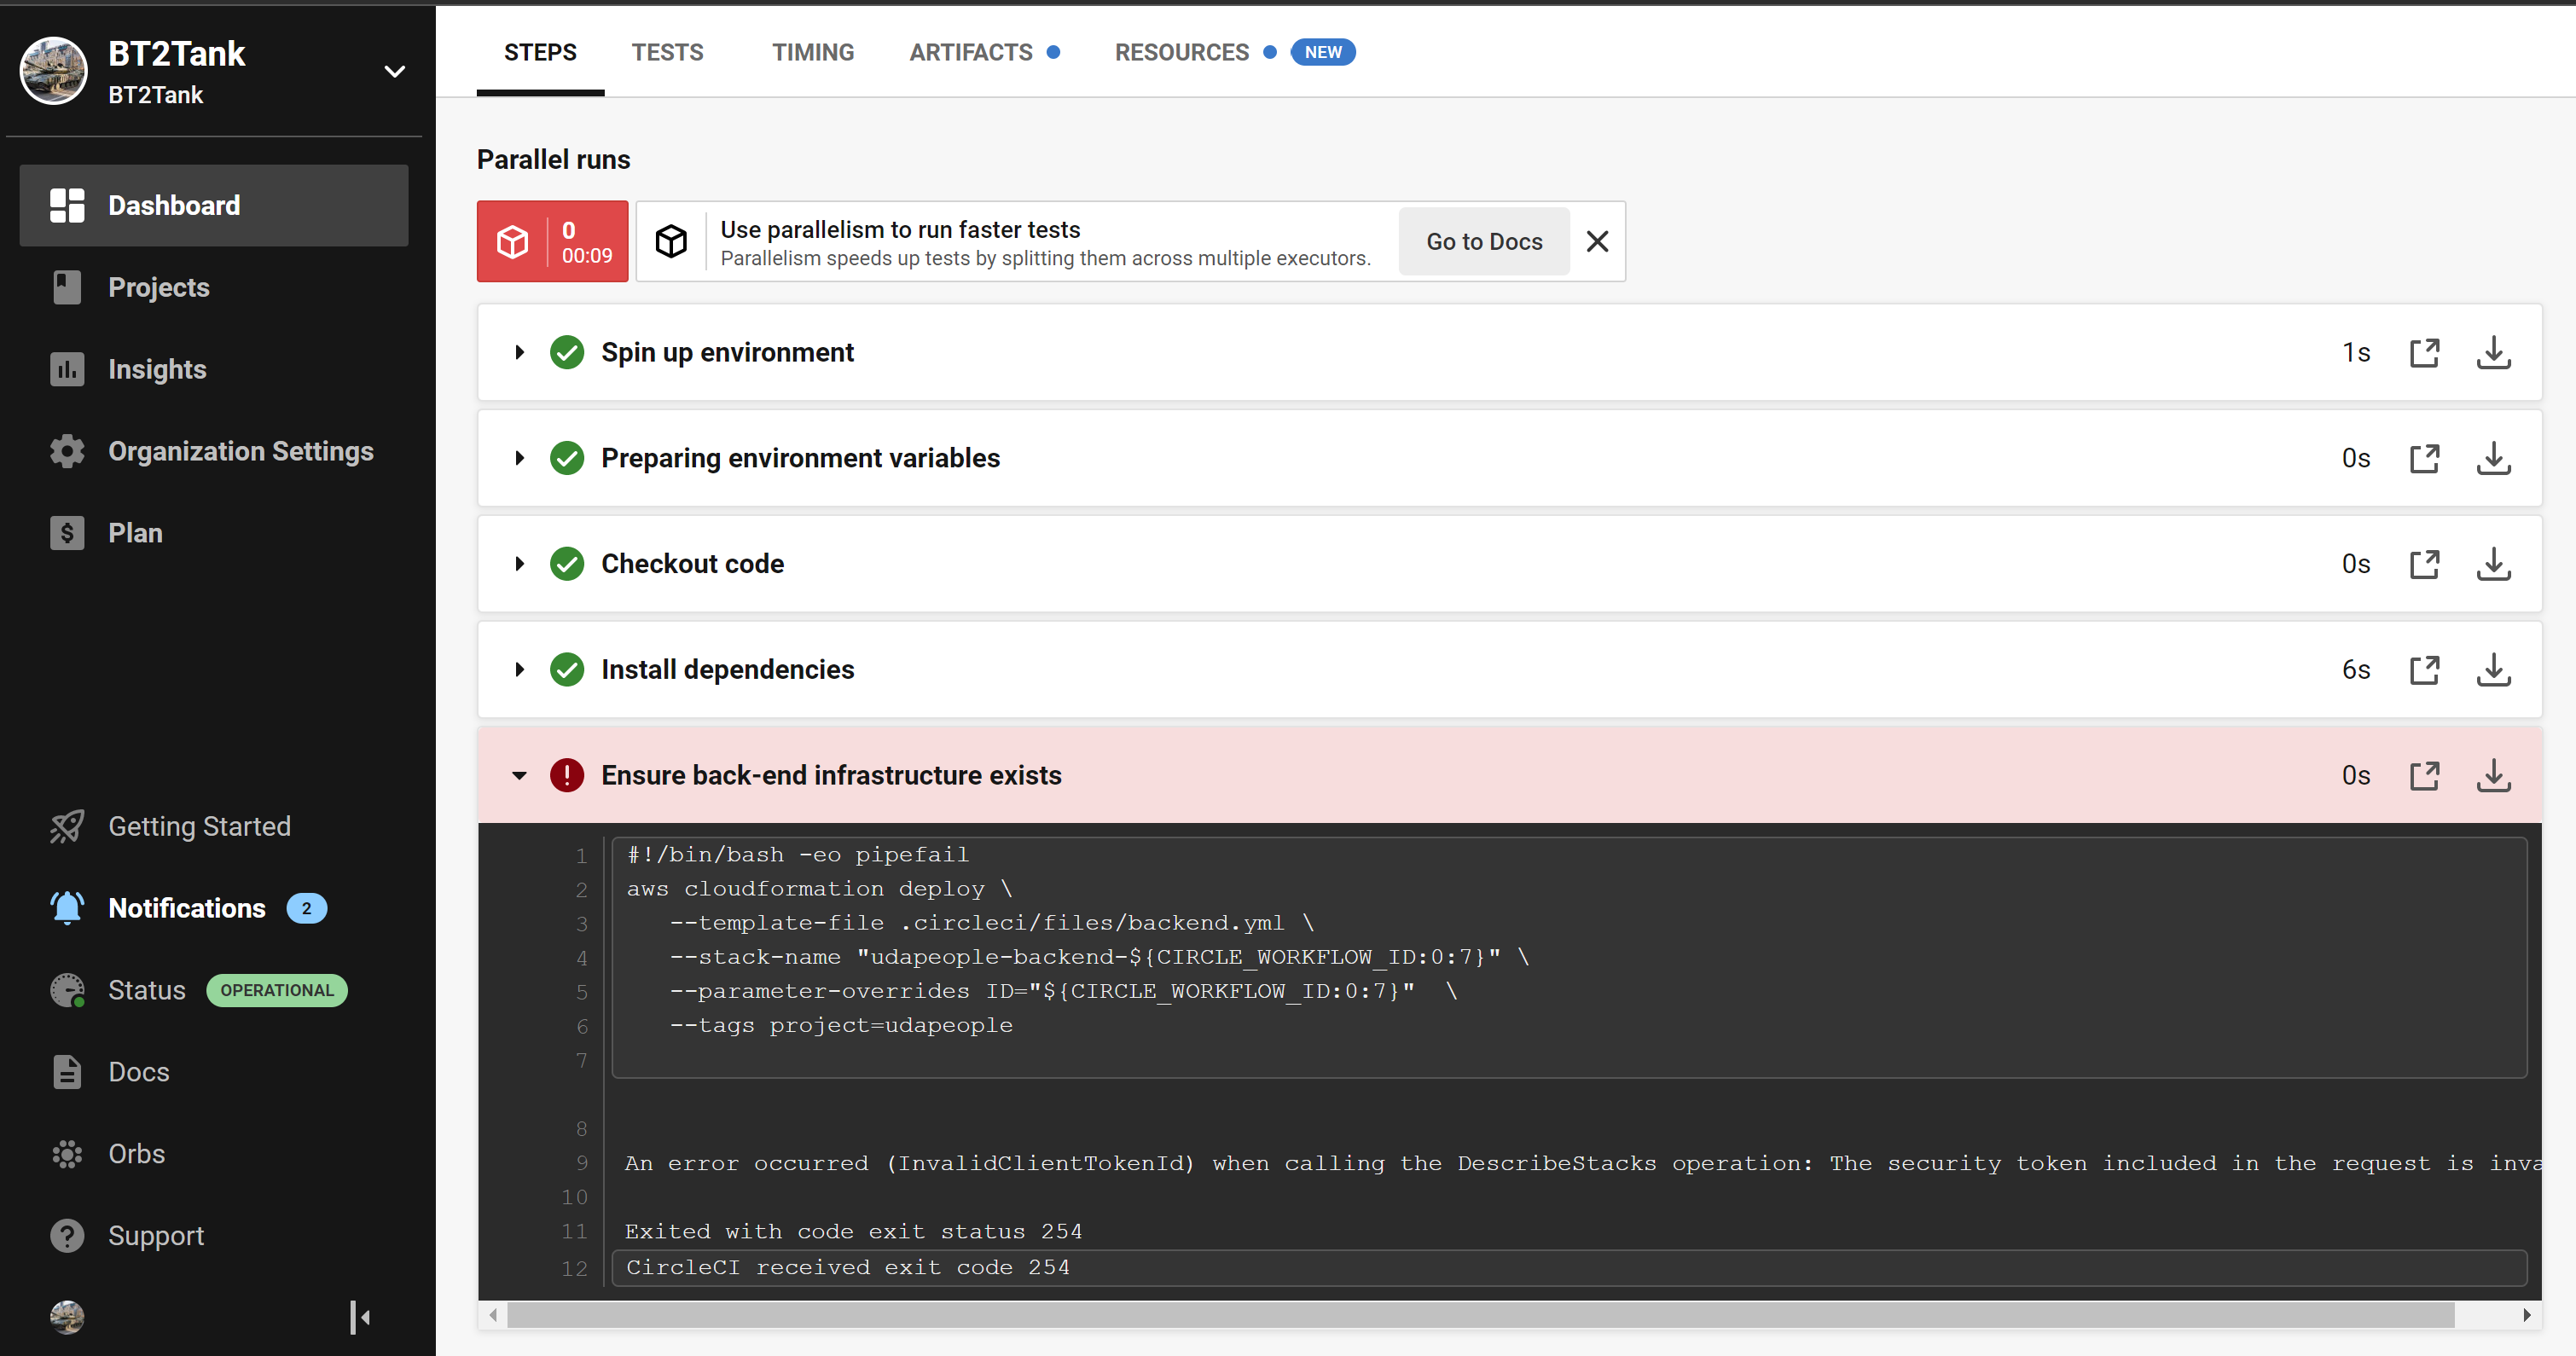 BT2Tank
BT2Tank
Dashboard
Projects
Insights
Organization Settings
Plan
Getting Started
Notifications 2
Status OPERATIONAL
Docs
Orbs
Support
STEPS TESTS TIMING ARTIFACTS RESOURCES NEW
Parallel runs
0
00:09
Use parallelism to run faster tests
Parallelism speeds up tests by splitting them across multiple executors.
Go to Docs
Spin up environment 1s
Preparing environment variables 0s
Checkout code 0s
Install dependencies 6s
Ensure back-end infrastructure exists 0s
1 #!/bin/bash -eo pipefail
2 aws cloudformation deploy \
3 --template-file .circleci/files/backend.yml \
4 --stack-name "udapeople-backend-${CIRCLE_WORKFLOW_ID:0:7}" \
5 --parameter-overrides ID="${CIRCLE_WORKFLOW_ID:0:7}" \
6 --tags project=udapeople
7
8
9 An error occurred (InvalidClientTokenId) when calling the DescribeStacks operation: The security token included in the request is inva
10
11 Exited with code exit status 254
12 CircleCI received exit code 254